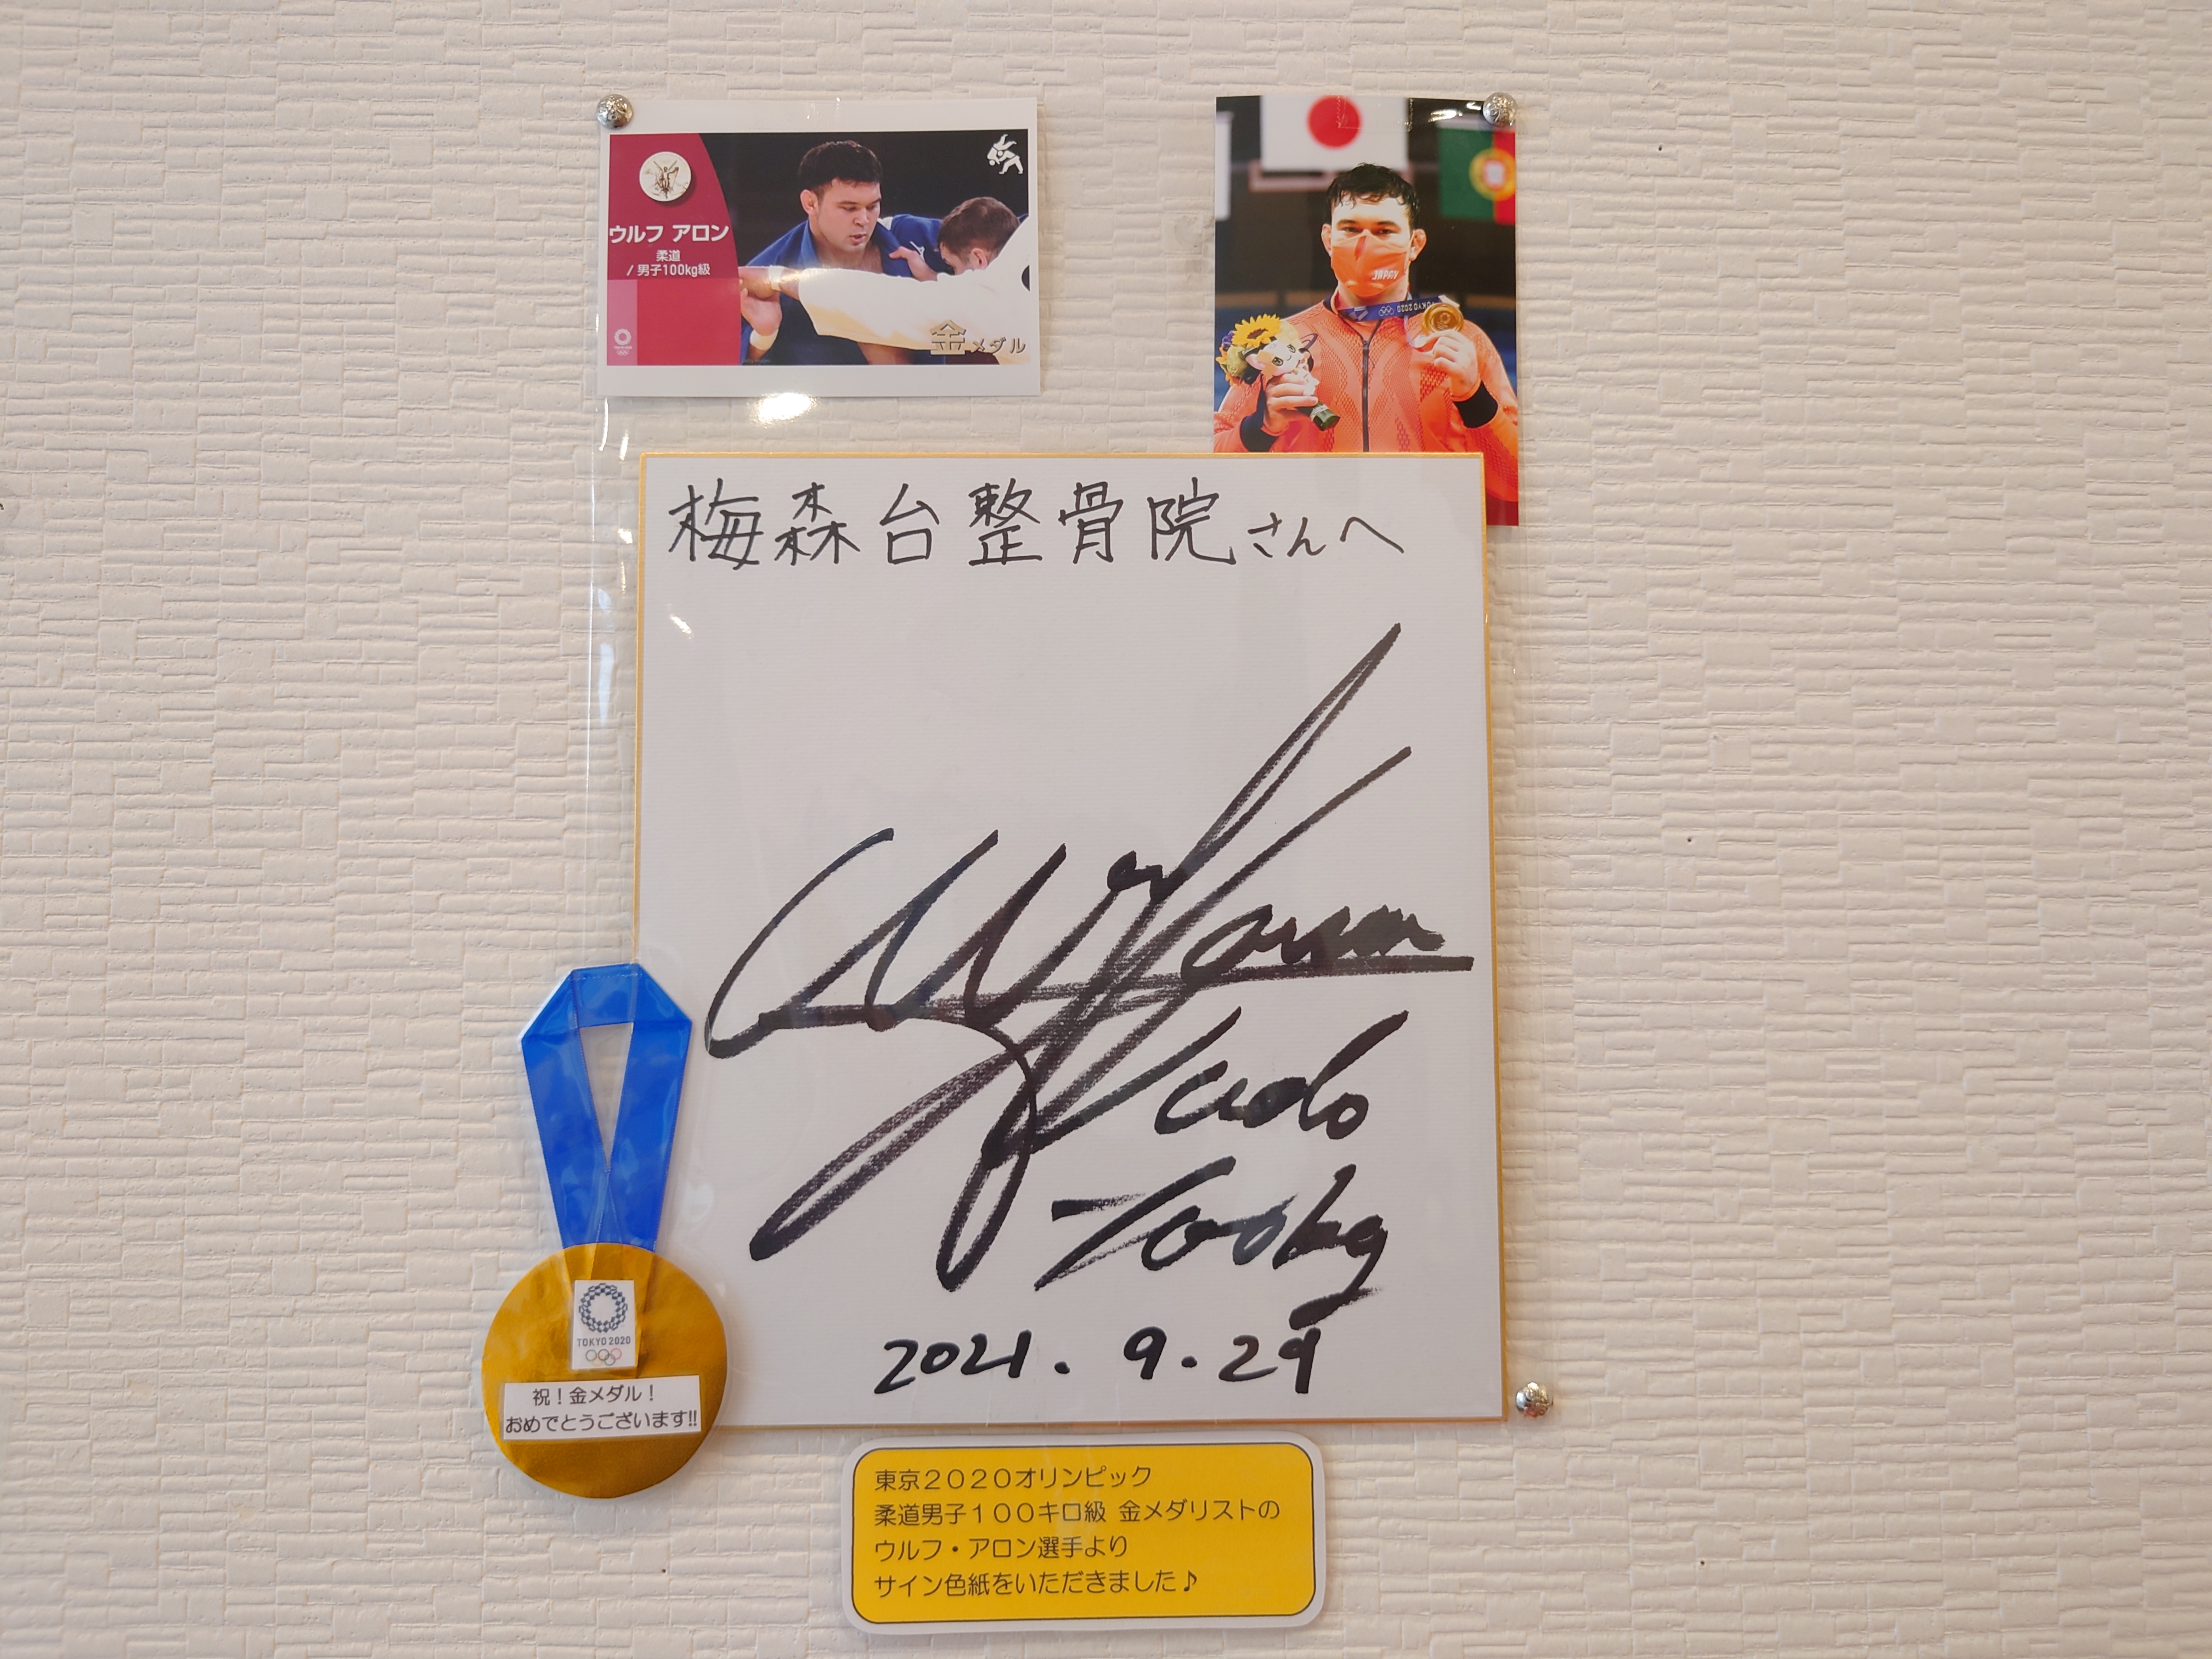 ウルフ アロン
柔道
/ 男子100kg級
金メダル
JAPAN
TOKYO 2020
梅森台整骨院さんへ
Judo
100kg
2021.9.29
TOKYO 2020
祝！金メダル！
おめでとうございます!!
東京２０２０オリンピック
柔道男子１００キロ級 金メダリストの
ウルフ・アロン選手より
サイン色紙をいただきました♪